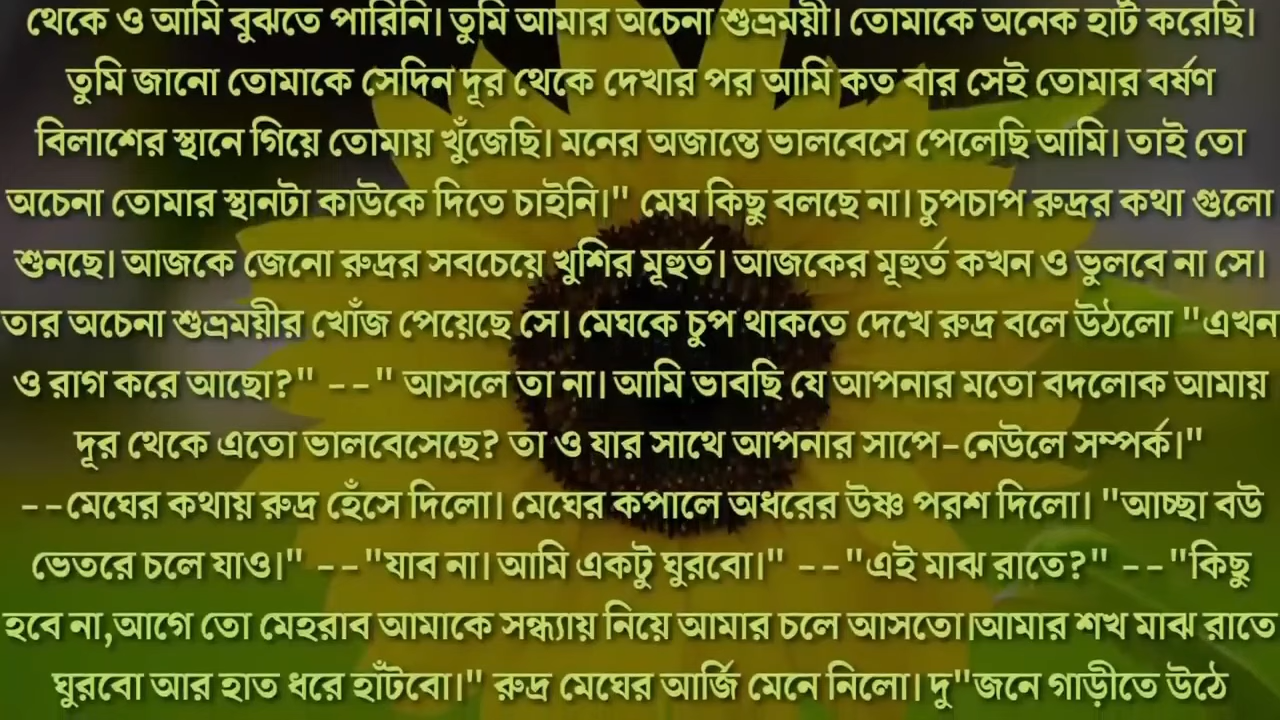 থেকে ও আমি বুঝতে পারিনি। তুমি আমার অচেনা শুভ্রময়ী। তোমাকে অনেক হার্ট করেছি।
তুমি জানো তোমাকে সেদিন দূর থেকে দেখার পর আমি কত বার সেই তোমার বর্ষণ
বিলাশের স্থানে গিয়ে তোমায় খুঁজেছি। মনের অজান্তে ভালবেসে পেলেছি আমি। তাই তো
অচেনা তোমার স্থানটা কাউকে দিতে চাইনি।" মেঘ কিছু বলছে না। চুপচাপ রুদ্রর কথা গুলো
শুনছে। আজকে জেনো রুদ্রর সবচেয়ে খুশির মূহুর্ত। আজকের মূহুর্ত কখন ও ভুলবে না সে।
তার অচেনা শুভ্রময়ীর খোঁজ পেয়েছে সে। মেঘকে চুপ থাকতে দেখে রুদ্র বলে উঠলো "এখন
ও রাগ করে আছো?" --" আসলে তা না। আমি ভাবছি যে আপনার মতো বদলোক আমায়
দূর থেকে এতো ভালবেসেছে? তা ও যার সাথে আপনার সাপে-নেউলে সম্পর্ক।"
--মেঘের কথায় রুদ্র হেঁসে দিলো। মেঘের কপালে অধরের উষ্ণ পরশ দিলো। "আচ্ছা বউ
ভেতরে চলে যাও।" --"যাব না। আমি একটু ঘুরবো।" --"এই মাঝ রাতে?" --"কিছু
হবে না,আগে তো মেহরাব আমাকে সন্ধ্যায় নিয়ে আমার চলে আসতো।আমার শখ মাঝ রাতে
ঘুরবো আর হাত ধরে হাঁটবো।" রুদ্র মেঘের আর্জি মেনে নিলো। দু"জনে গাড়ীতে উঠে